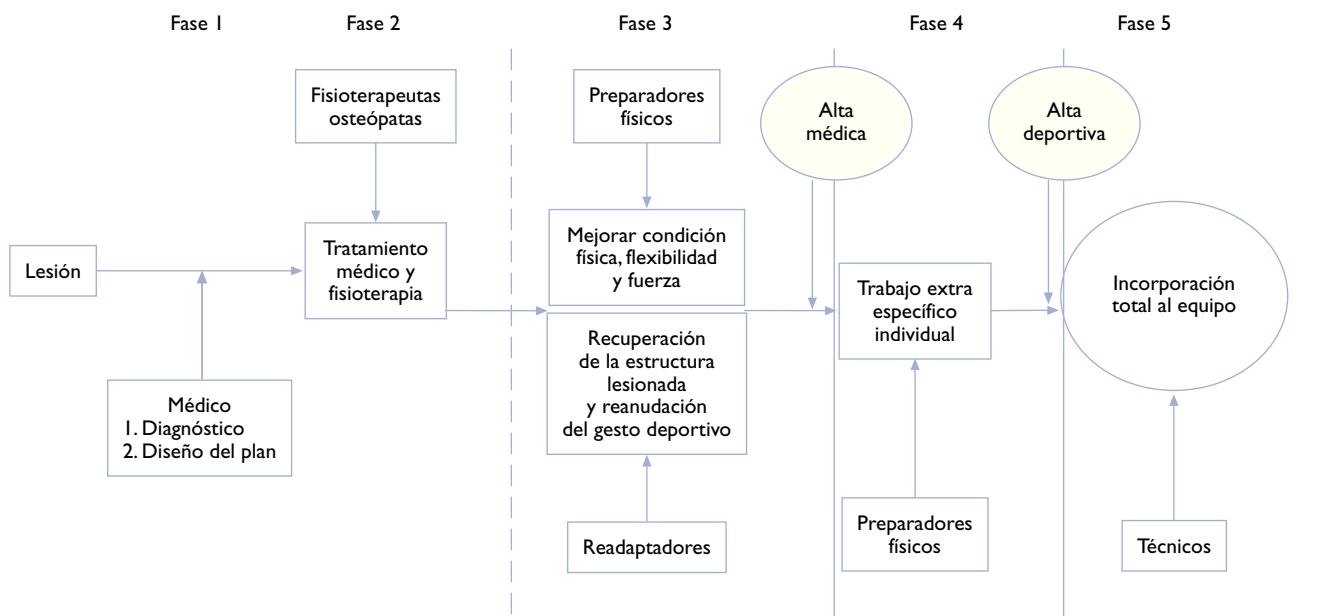 Fase 1
Fase 2
Fase 3
Fase 4
Fase 5
Lesión
Médico
1. Diagnóstico
2. Diseño del plan
Fisioterapeutas
osteópatas
Tratamiento
médico y
fisioterapia
Preparadores
físicos
Mejorar condición
física, flexibilidad
y fuerza
Recuperación
de la estructura
lesionada
y reanudación
del gesto deportivo
Readaptadores
Alta
médica
Trabajo extra
específico
individual
Preparadores
físicos
Alta
deportiva
Incorporación
total al equipo
Técnicos